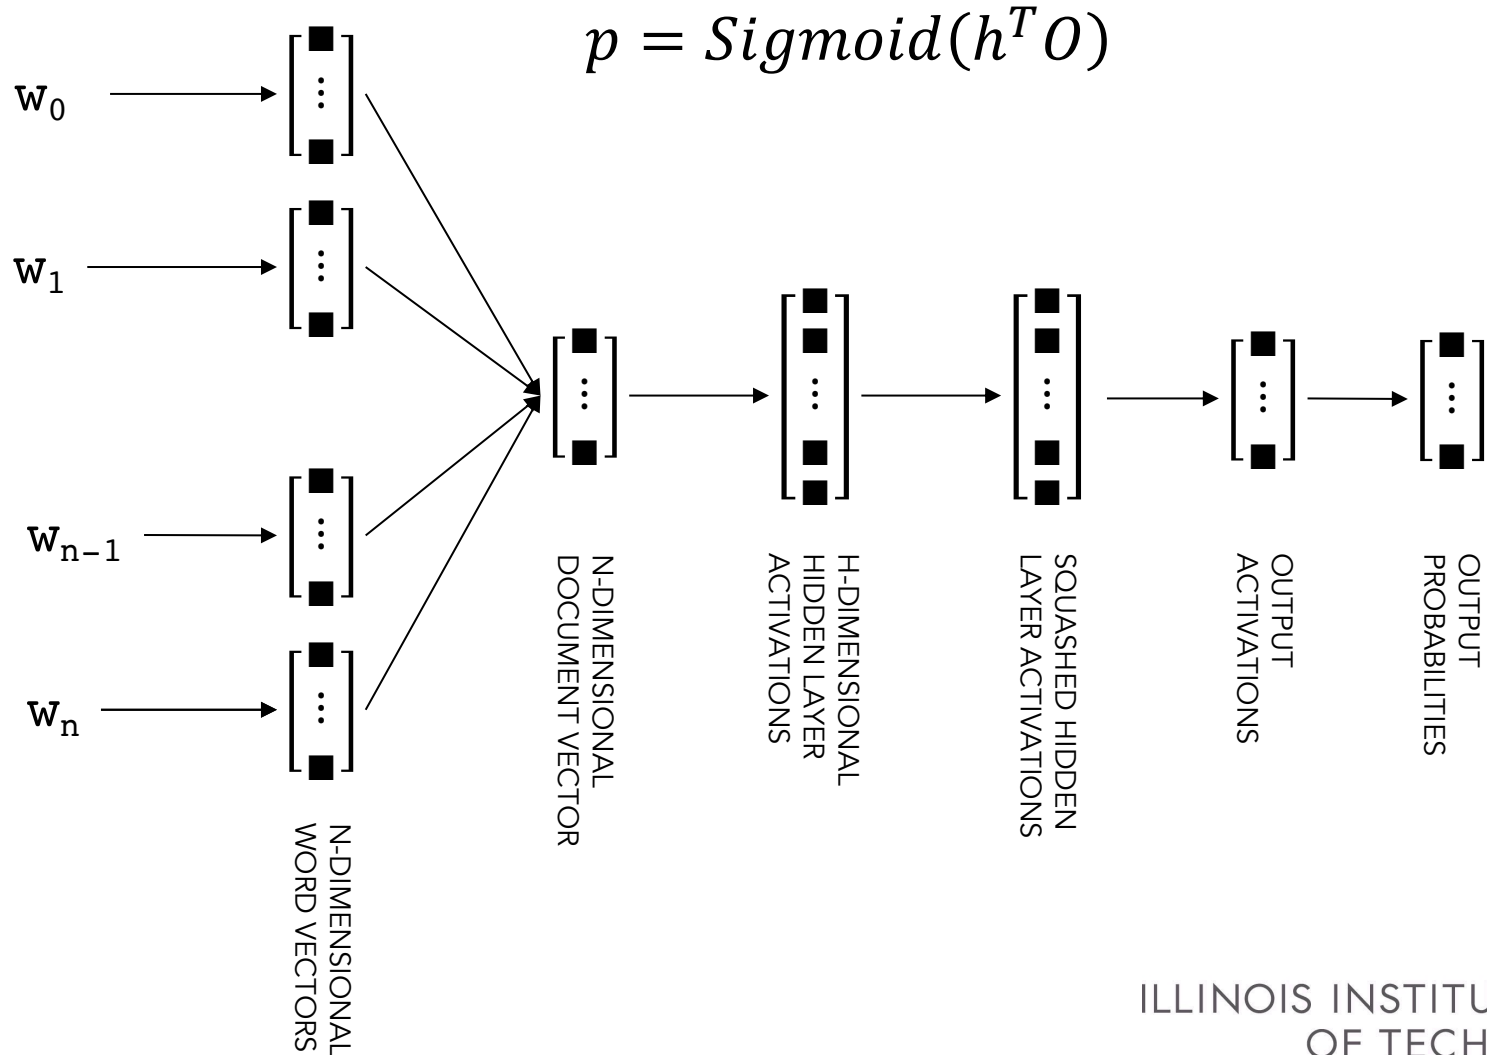 p = Sigmoid(h^T O)
w_0
w_1
w_{n-1}
w_n
N-DIMENSIONAL
WORD VECTORS
N-DIMENSIONAL
DOCUMENT VECTOR
H-DIMENSIONAL
HIDDEN LAYER
ACTIVATIONS
SQUASHED HIDDEN
LAYER ACTIVATIONS
OUTPUT
ACTIVATIONS
OUTPUT
PROBABILITIES
ILLINOIS INSTITU
OF TECH